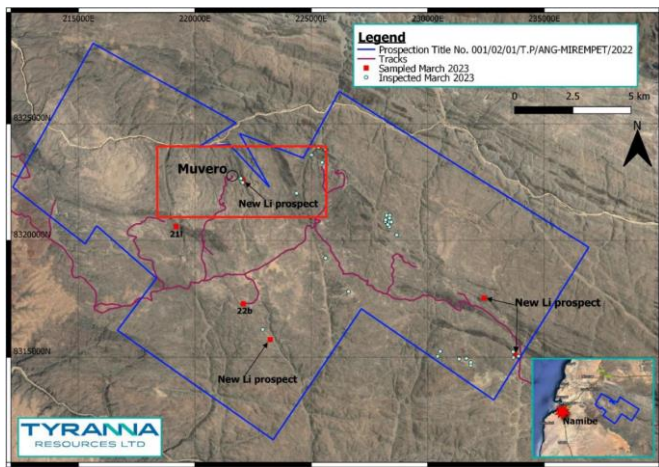 220000E
225000E
230000E
235000E
Legend
Prospection Title No. 001/02/01/T.P/ANG-MIREMPET/2022
Tracks
Sampled March 2023
Inspected March 2023
0 2.5 5 km
N
8325000N
Muvero
New Li prospect
21l
8320000N
22b
New Li prospect
8315000N
New Li prospect
Namibe
TYRANNA
RESOURCES LTD